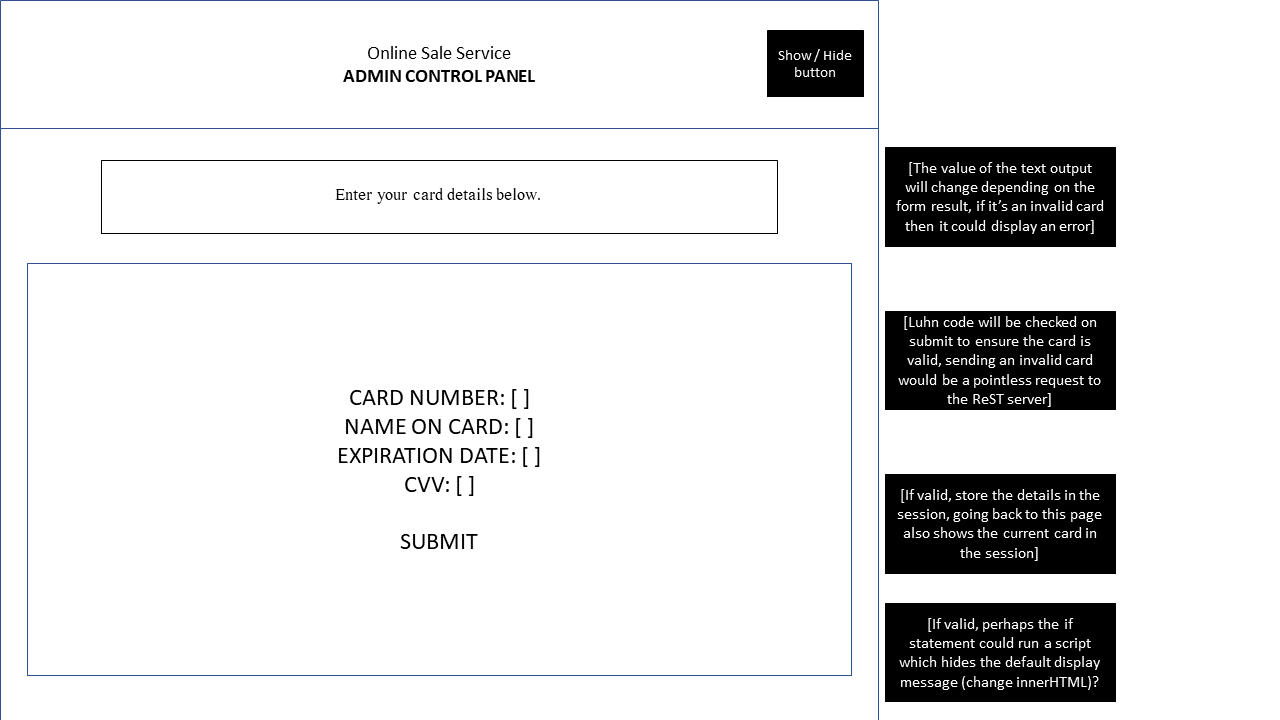 Online Sale Service
ADMIN CONTROL PANEL
Show / Hide
button
Enter your card details below.
[The value of the text output
will change depending on the
form result, if it’s an invalid card
then it could display an error]
[Luhn code will be checked on
submit to ensure the card is
valid, sending an invalid card
would be a pointless request to
the ReST server]
CARD NUMBER: [ ]
NAME ON CARD: [ ]
EXPIRATION DATE: [ ]
CVV: [ ]
SUBMIT
[If valid, store the details in the
session, going back to this page
also shows the current card in
the session]
[If valid, perhaps the if
statement could run a script
which hides the default display
message (change innerHTML)?